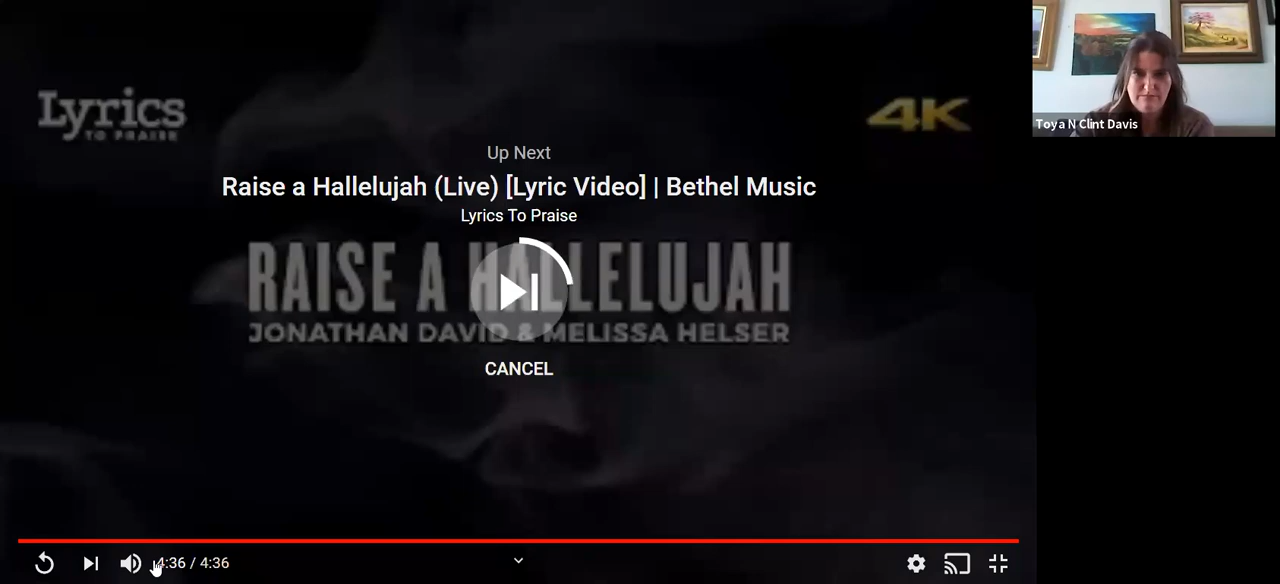 Lyrics
TO PRAISE
4K
Up Next
Raise a Hallelujah (Live) [Lyric Video] | Bethel Music
Lyrics To Praise
RAISE A HALLELUJAH
JONATHAN DAVID & MELISSA HELSER
CANCEL
4:36 / 4:36
Toya N Clint Davis